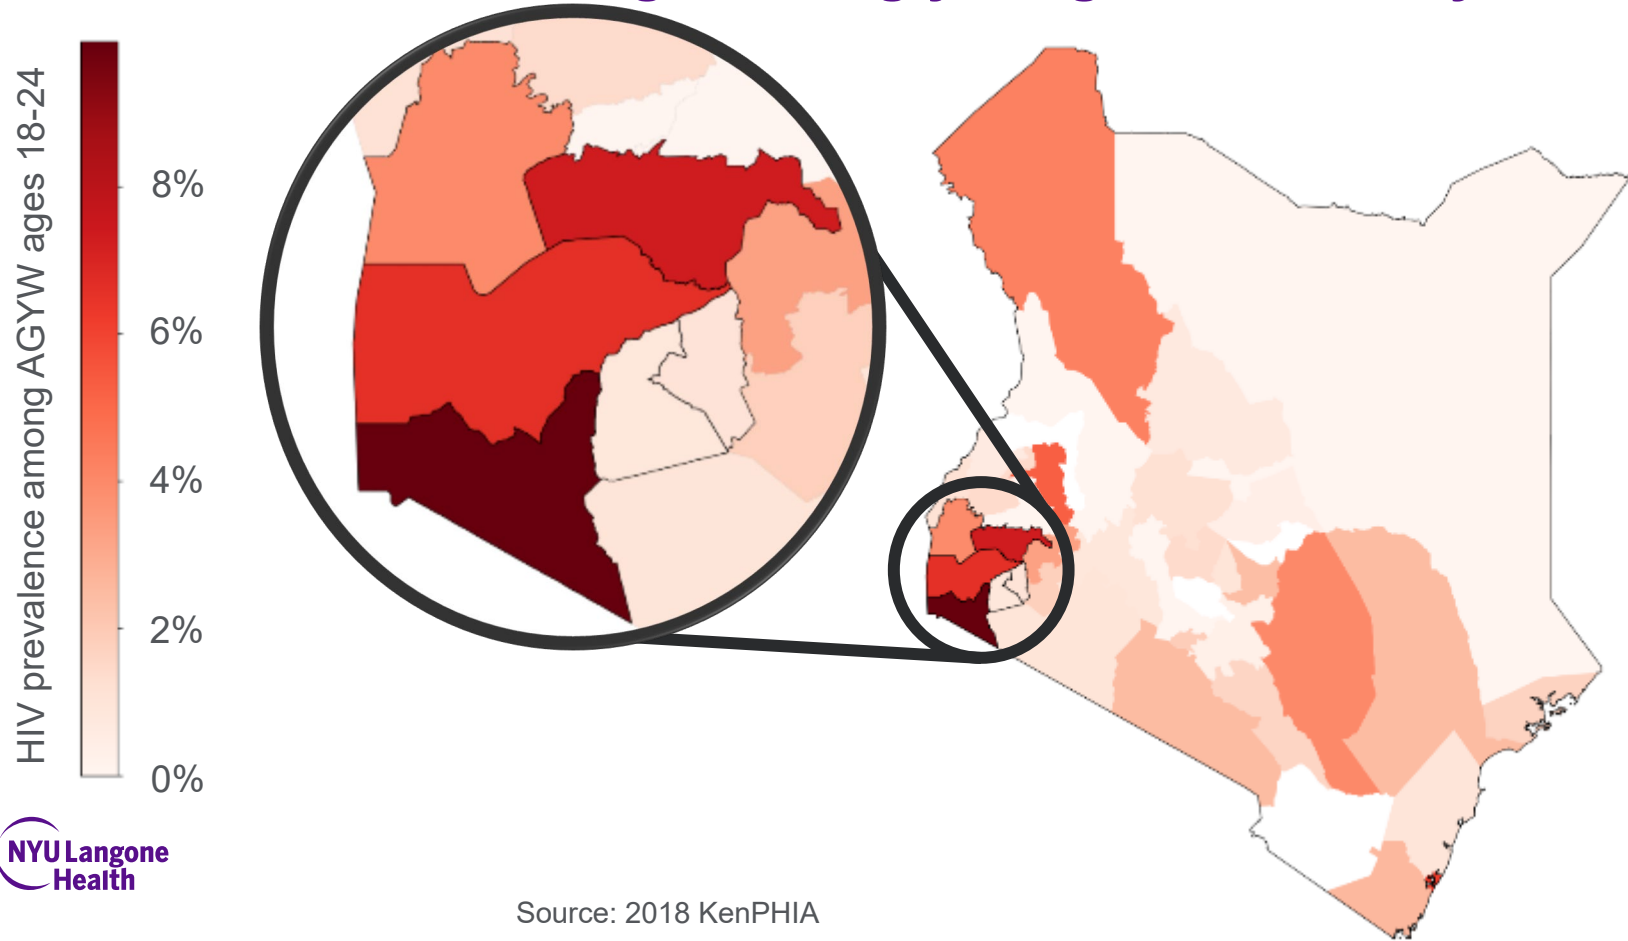 HIV prevalence among AGYW ages 18-24
8%
6%
4%
2%
0%
NYU Langone
Health
Source: 2018 KenPHIA